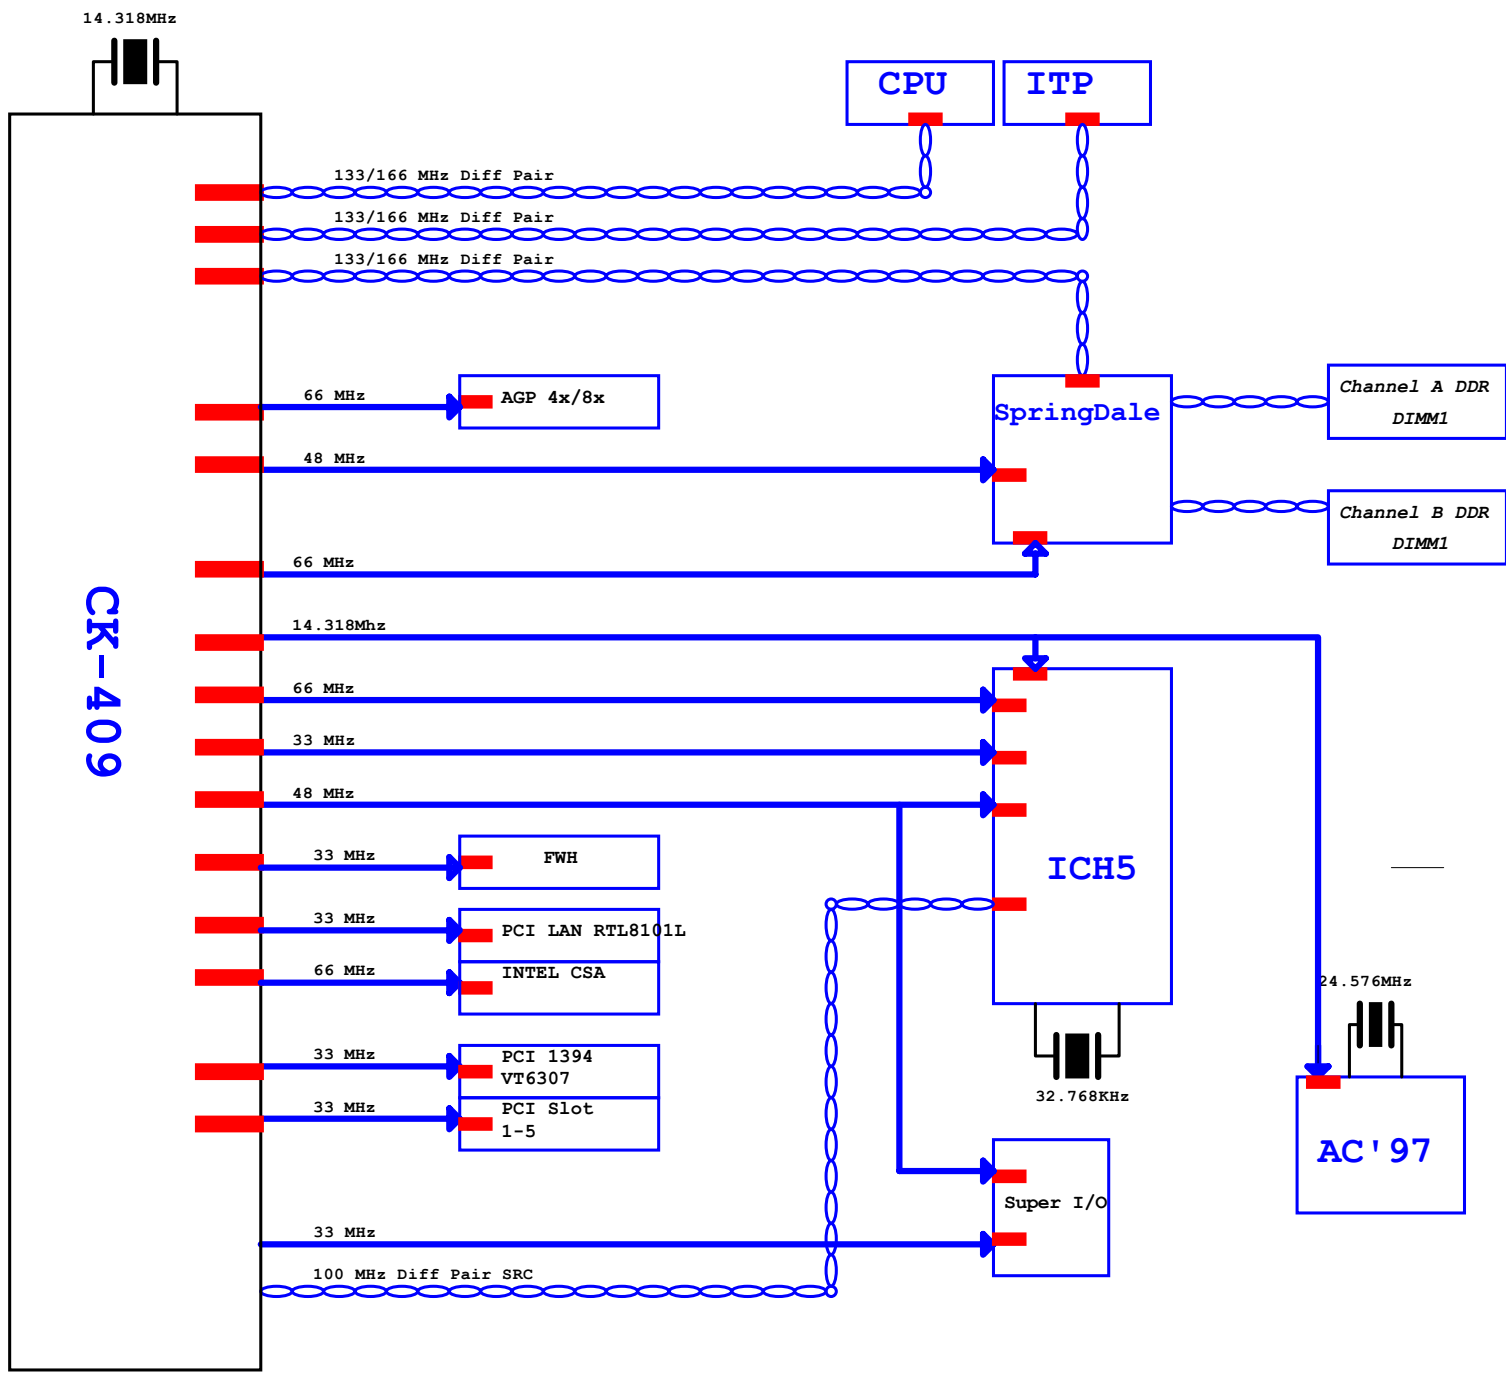 14.318MHz
CPU
ITP
133/166 MHz Diff Pair
133/166 MHz Diff Pair
133/166 MHz Diff Pair
66 MHz
AGP 4x/8x
SpringDale
Channel A DDR
DIMM1
48 MHz
Channel B DDR
DIMM1
66 MHz
CK-409
14.318Mhz
66 MHz
33 MHz
48 MHz
33 MHz
FWH
ICH5
33 MHz
PCI LAN RTL8101L
66 MHz
INTEL CSA
24.576MHz
33 MHz
PCI 1394
VT6307
32.768KHz
33 MHz
PCI Slot
1-5
AC'97
Super I/O
33 MHz
100 MHz Diff Pair SRC